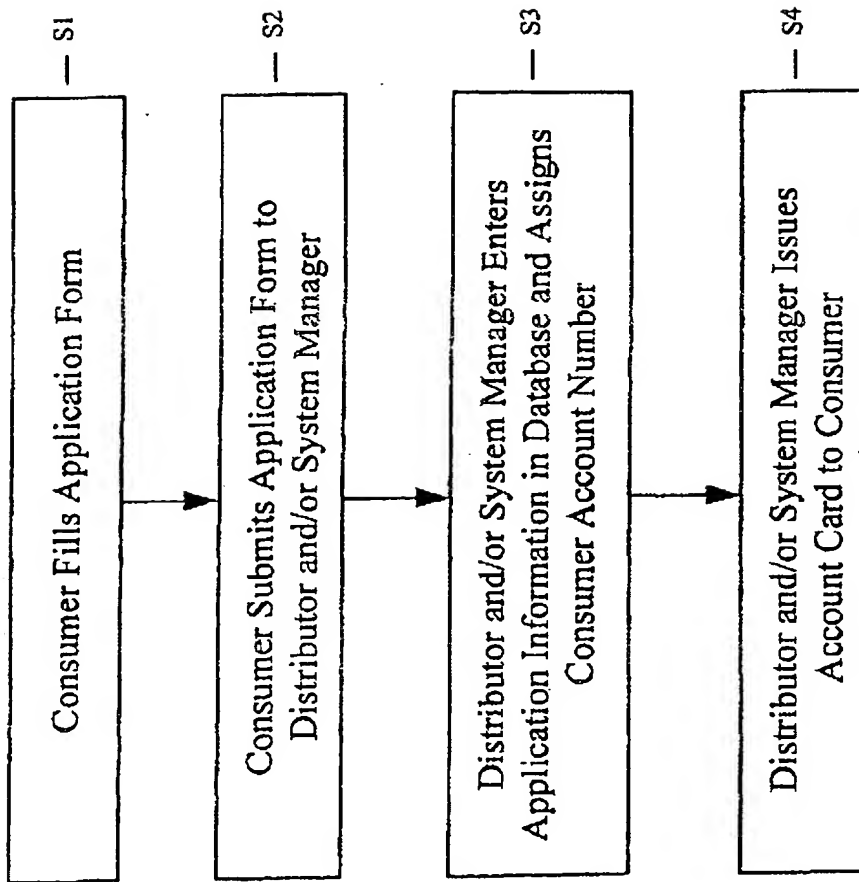 Consumer Fills Application Form
— S1
Consumer Submits Application Form to
Distributor and/or System Manager
— S2
Distributor and/or System Manager Enters
Application Information in Database and Assigns
Consumer Account Number
— S3
Distributor and/or System Manager Issues
Account Card to Consumer
— S4